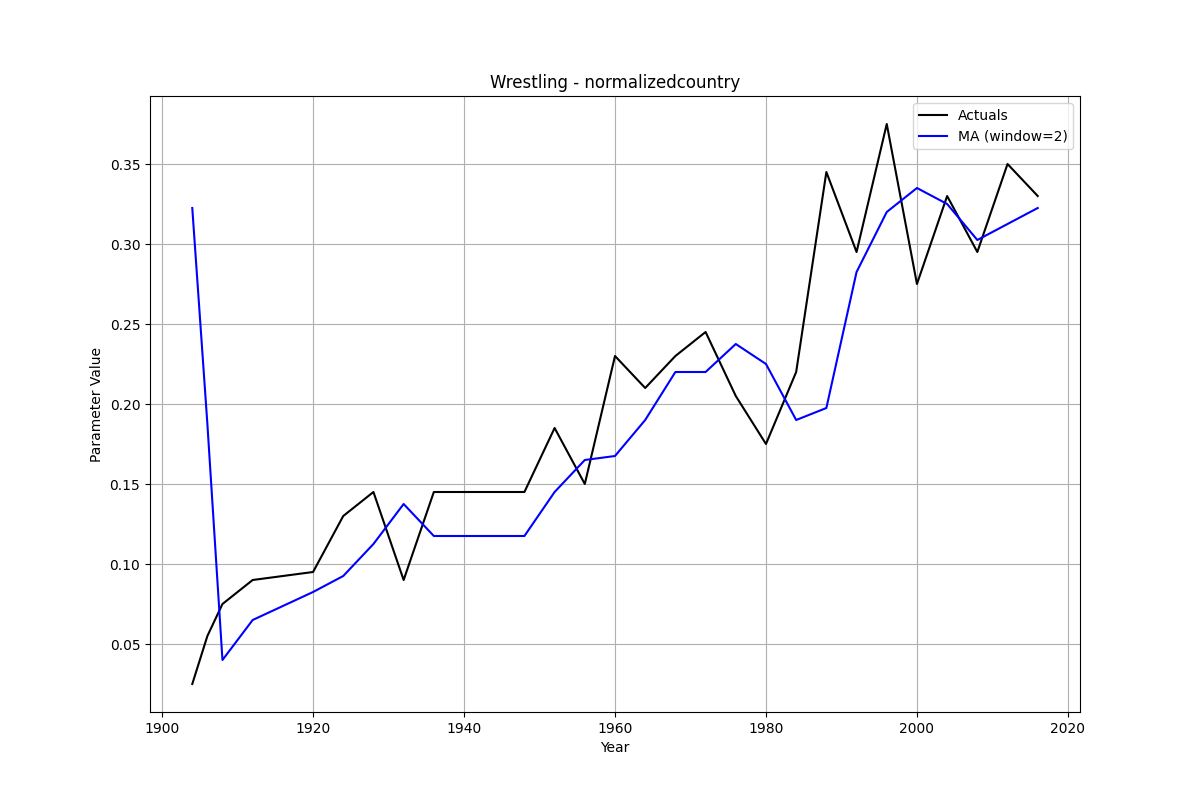 Wrestling - normalizedcountry
Actuals
MA (window=2)
0.35
0.30
0.25
0.20
0.15
0.10
0.05
Parameter Value
1900 1920 1940 1960 1980 2000 2020
Year